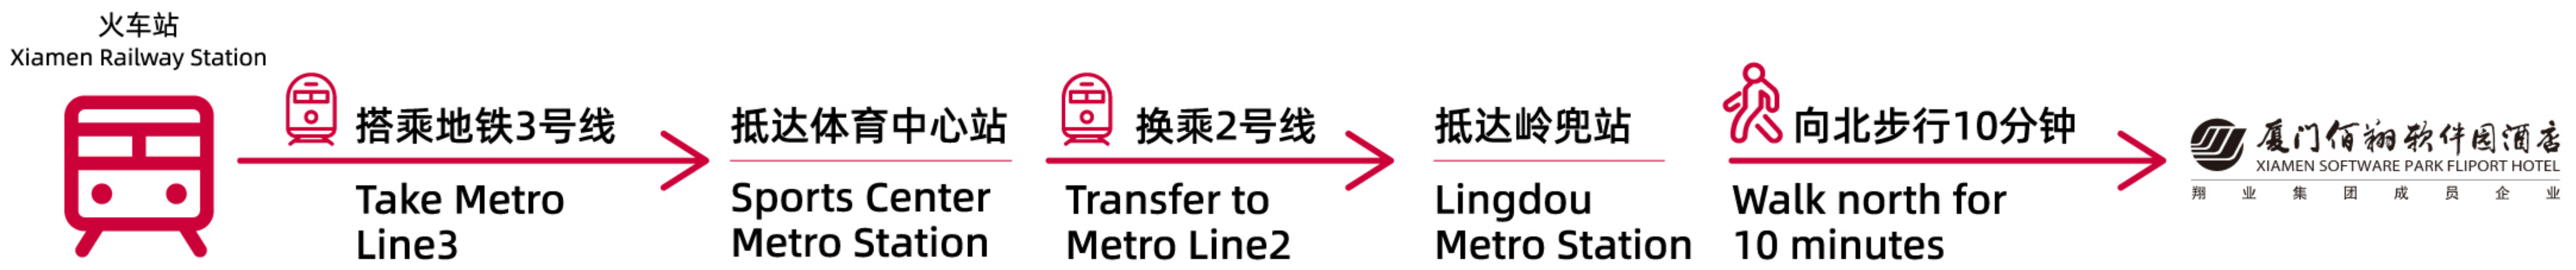 火车站
Xiamen Railway Station
搭乘地铁3号线
Take Metro
Line3
抵达体育中心站
Sports Center
Metro Station
换乘2号线
Transfer to
Metro Line2
抵达岭兜站
Lingdou
Metro Station
向北步行10分钟
Walk north for
10 minutes
厦门佰翔软件园酒店
XIAMEN SOFTWARE PARK FLIPORT HOTEL
翔业集团成员企业